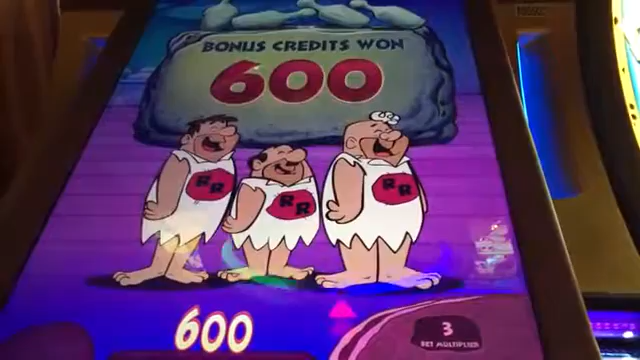 BONUS CREDITS WON
600
RR
RR
RR
600
3
BET MULTIPLIER